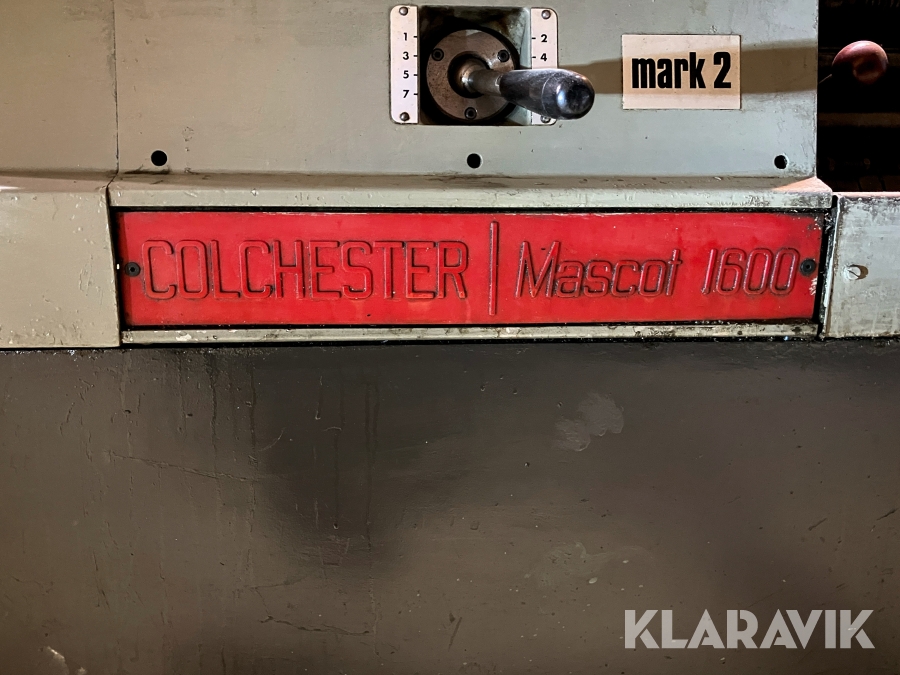 1 2
3 4
5
7
mark 2
COLCHESTER | Mascot 1600
KLARAVIK